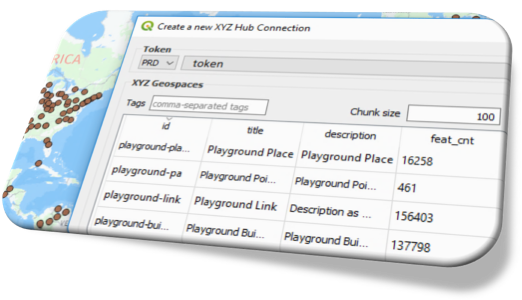 RICA
Create a new XYZ Hub Connection
Token
PRD token
XYZ Geospaces
Tags comma-separated tags Chunk size 100
id title description feat_cnt
playground-pla... Playground Place Playground Place 16258
playground-pa Playground Poi... Playground Poi... 461
playground-link Playground Link Description as ... 156403
playground-bui... Playground Bui... Playground Bui... 137798